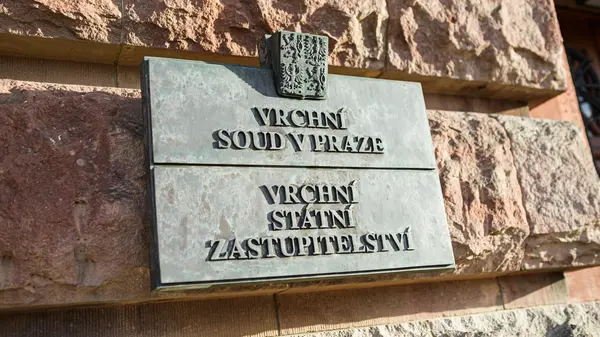 VRCHNÍ
SOUD V PRAZE
VRCHNÍ
STÁTNÍ
ZASTUPITELSTVÍ